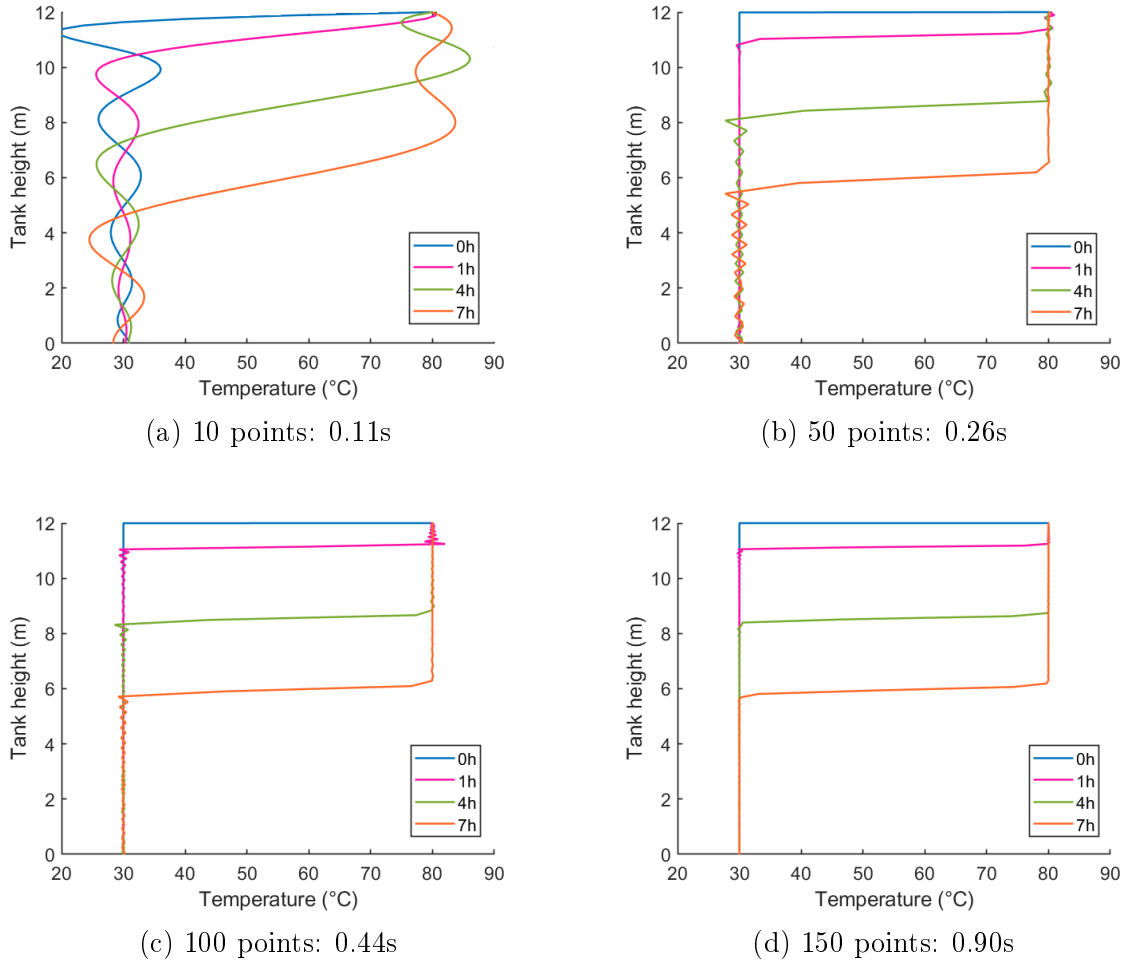 12
10
8
6
4
2
0
Tank height (m)
0h
1h
4h
7h
20 30 40 50 60 70 80 90
Temperature (°C)
(a) 10 points: 0.11s
12
10
8
6
4
2
0
Tank height (m)
0h
1h
4h
7h
20 30 40 50 60 70 80 90
Temperature (°C)
(b) 50 points: 0.26s
12
10
8
6
4
2
0
Tank height (m)
0h
1h
4h
7h
20 30 40 50 60 70 80 90
Temperature (°C)
(c) 100 points: 0.44s
12
10
8
6
4
2
0
Tank height (m)
0h
1h
4h
7h
20 30 40 50 60 70 80 90
Temperature (°C)
(d) 150 points: 0.90s